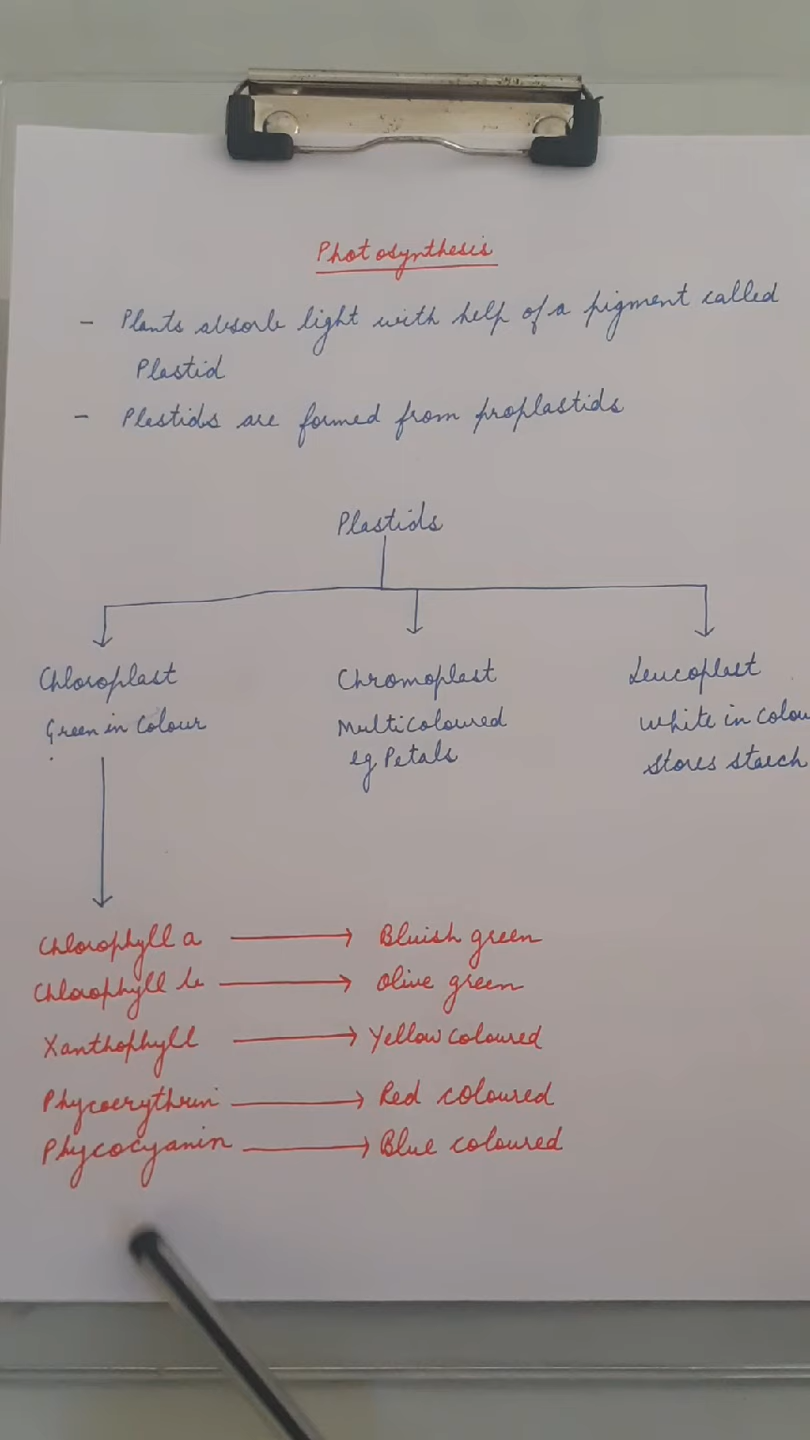 Photosynthesis
- Plants absorb light with help of a pigment called
Plastid
- Plastids are formed from proplastids
Plastids
Chloroplast
Green in Colour
Chromoplast
Multicoloured
eg Petals
Leucoplast
White in colou
Stores starch
Chlorophyll a → Bluish green
Chlorophyll b → Olive green
Xanthophyll → Yellow coloured
Phycoerythrin → Red coloured
Phycocyanin → Blue coloured